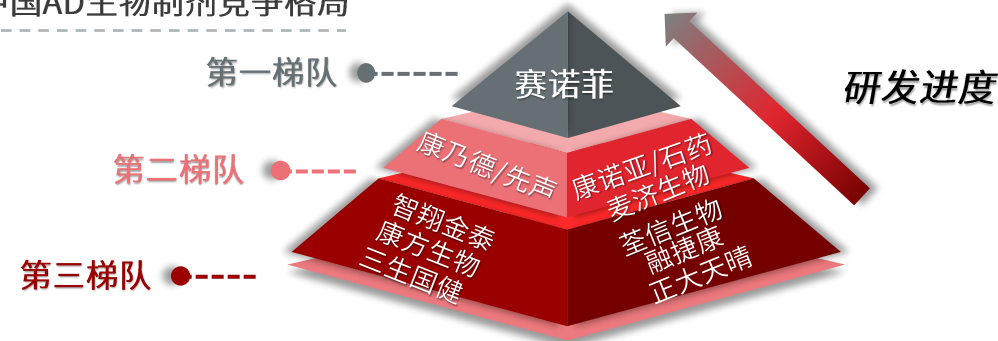 中国AD生物制剂竞争格局
第一梯队
赛诺菲
研发进度
第二梯队
康乃德/先声
康诺亚/石药
麦济生物
第三梯队
智翔金泰
康方生物
三生国健
荃信生物
融捷康
正大天晴